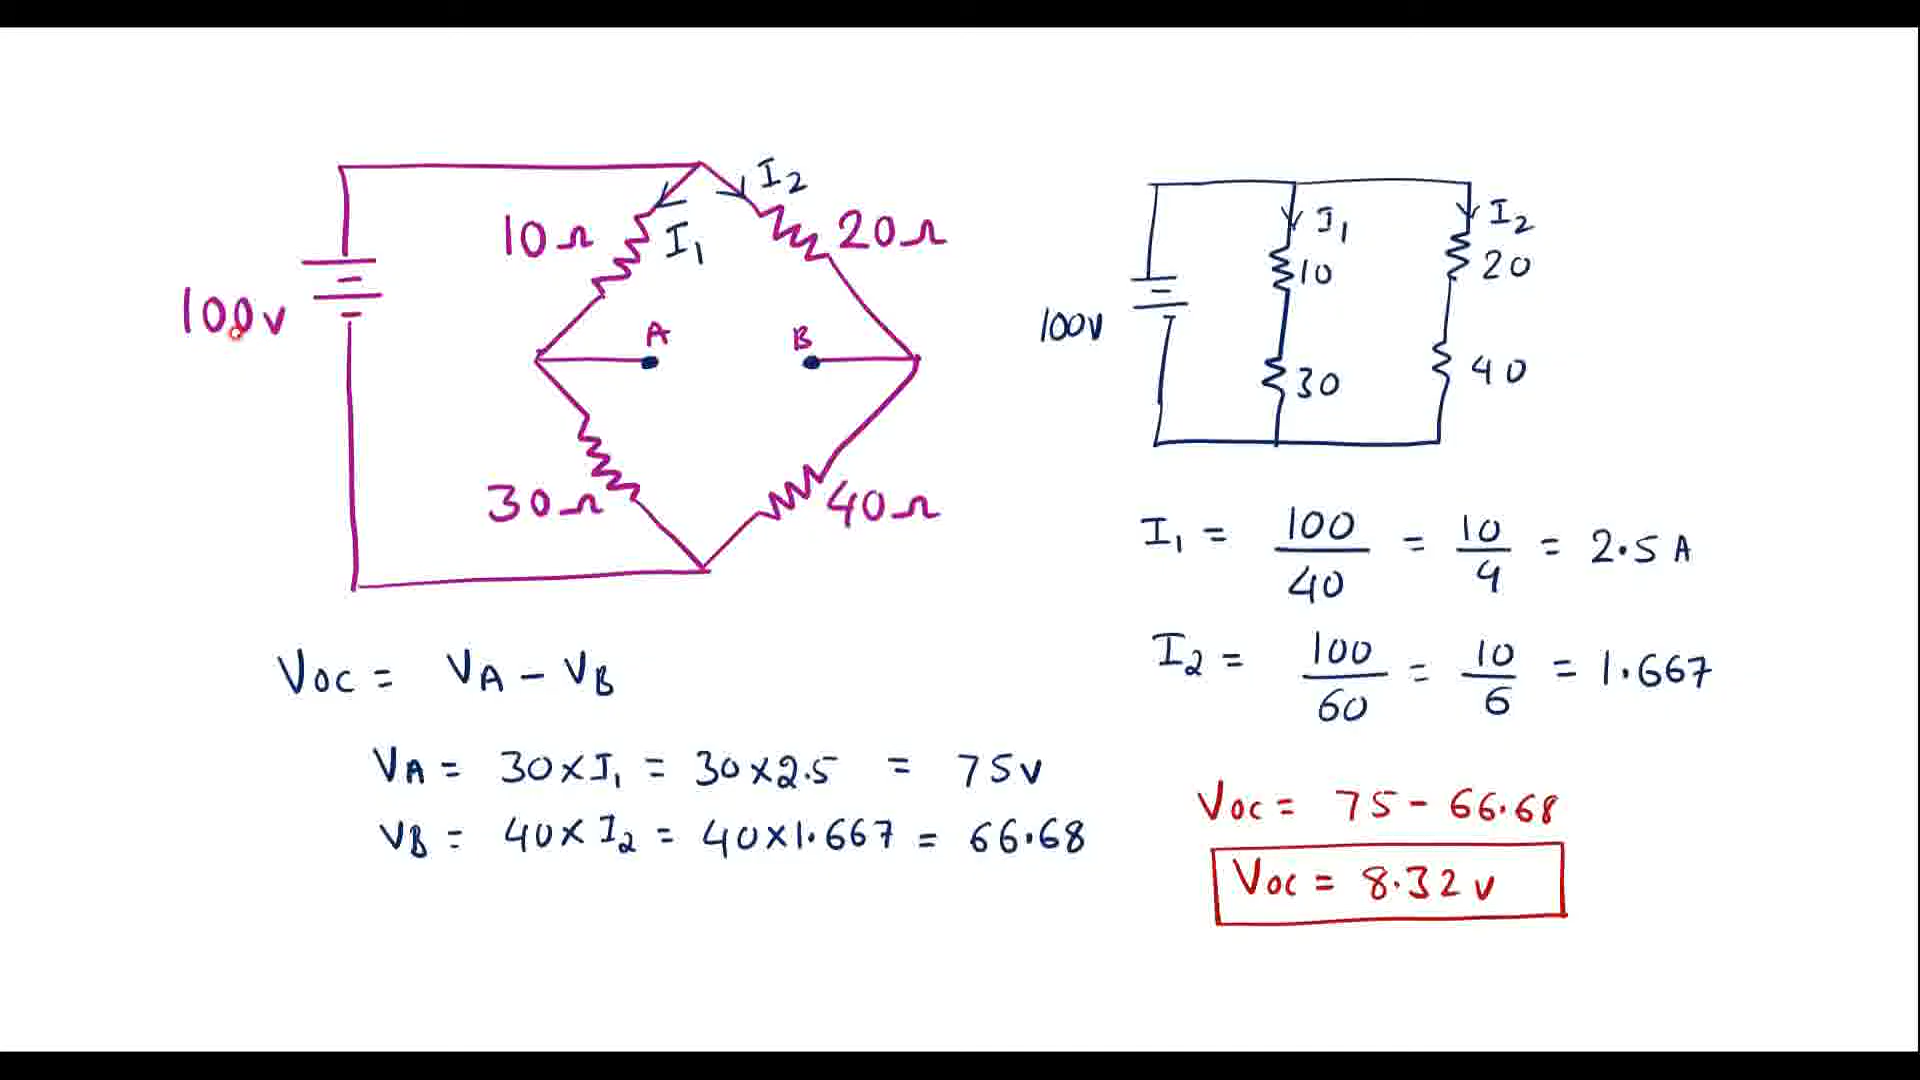 I2
10Ω
I1
20Ω
100v
A
B
30Ω
40Ω
I1
I2
10
20
100V
30
40
I1 = 100/40 = 10/4 = 2.5 A
I2 = 100/60 = 10/6 = 1.667
Voc = VA - VB
VA = 30×I1 = 30×2.5 = 75v
VB = 40×I2 = 40×1.667 = 66.68
Voc = 75 - 66.68
Voc = 8.32 v